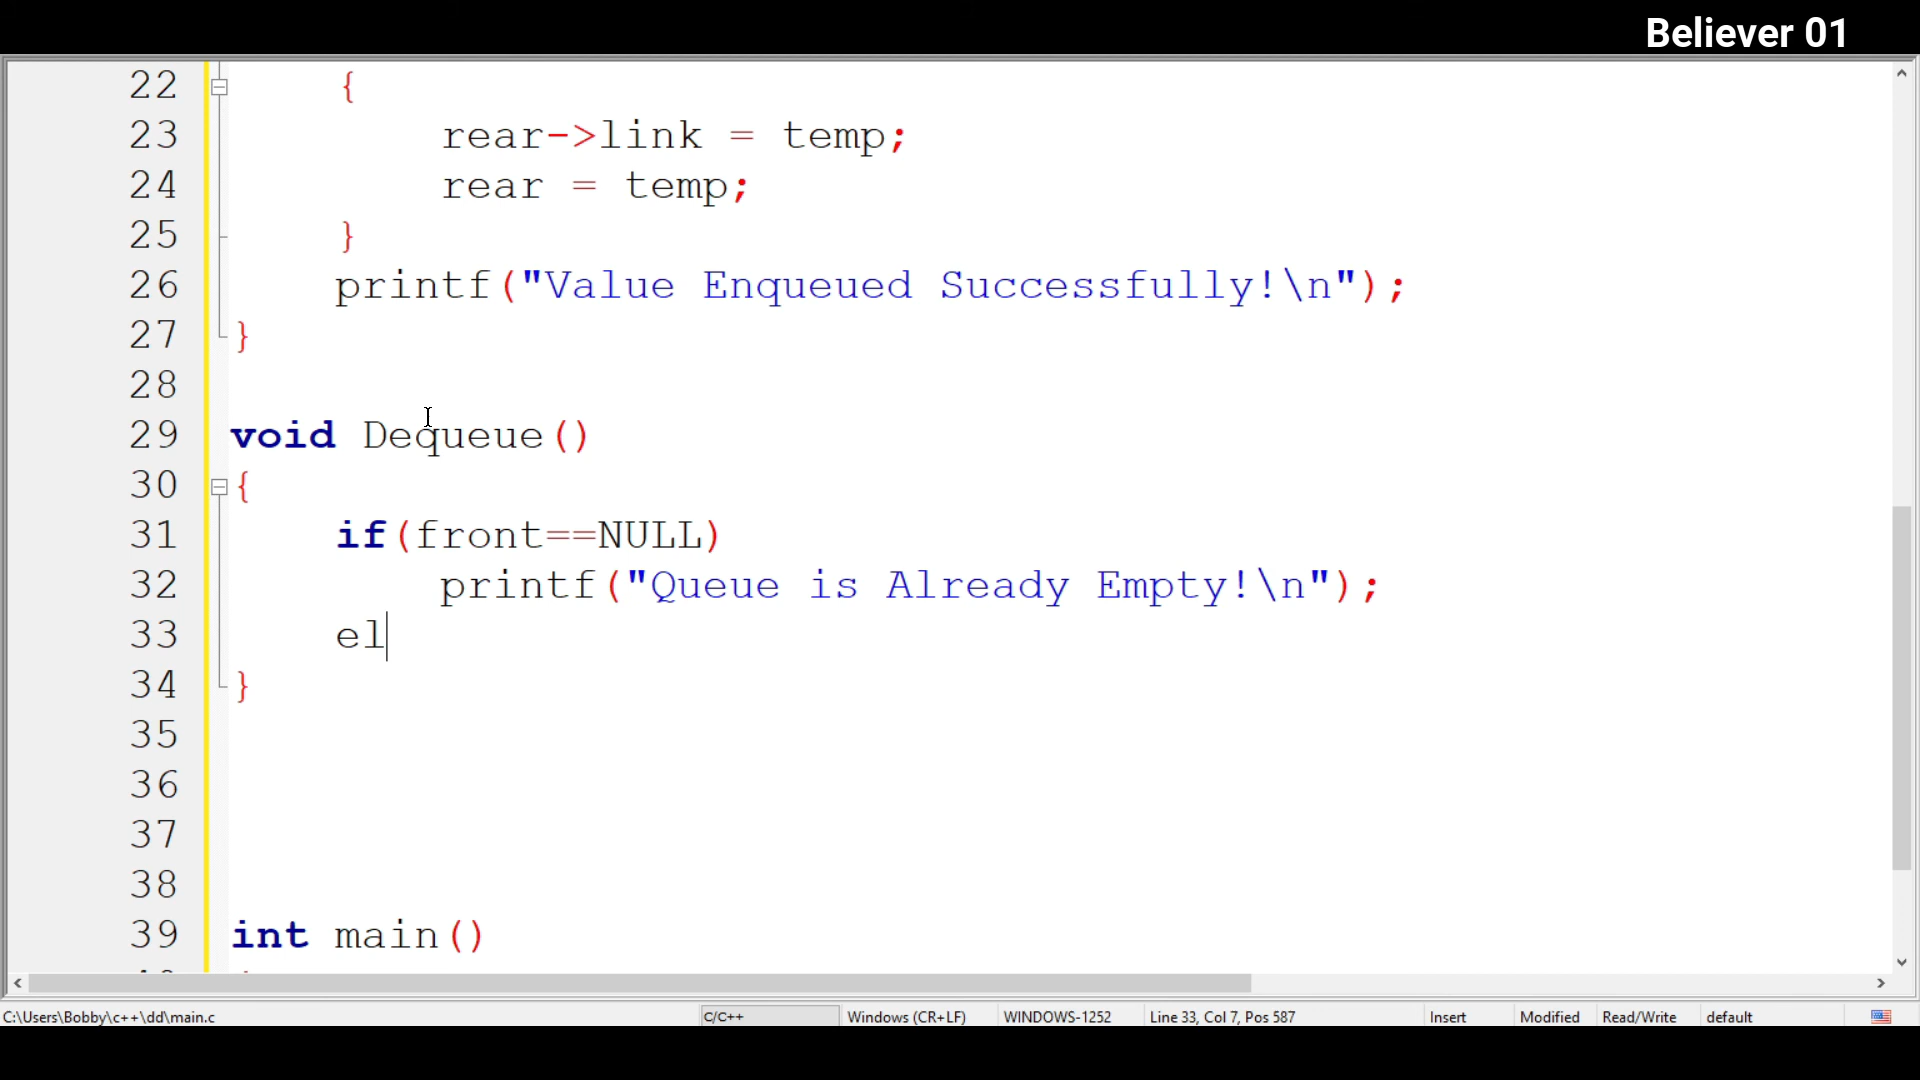 Believer 01
22 {
23 rear->link = temp;
24 rear = temp;
25 }
26 printf("Value Enqueued Successfully!\n");
27 }
28
29 void Dequeue()
30 {
31 if(front==NULL)
32 printf("Queue is Already Empty!\n");
33 el
34 }
35
36
37
38
39 int main()
C:\Users\Bobby\c++\dd\main.c C/C++ Windows (CR+LF) WINDOWS-1252 Line 33, Col 7, Pos 587 Insert Modified Read/Write default